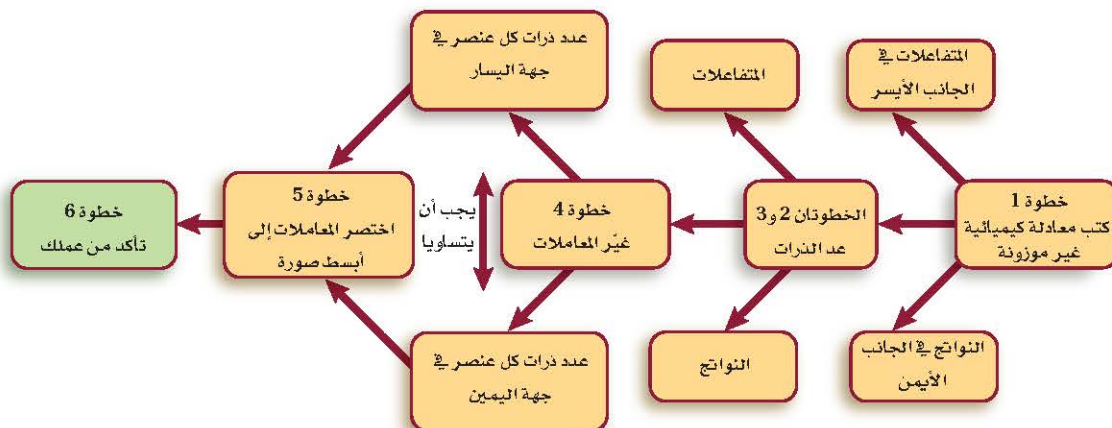 خطوة 1
كتب معادلة كيميائية
غير موزونة
المتفاعلات في
الجانب الأيسر
النواتج في الجانب
الأيمن
الخطوتان 2 و3
عد الذرات
المتفاعلات
النواتج
خطوة 4
غيّر المعاملات
عدد ذرات كل عنصر في
جهة اليسار
يجب أن
يتساويا
عدد ذرات كل عنصر في
جهة اليمين
خطوة 5
اختصر المعاملات إلى
أبسط صورة
خطوة 6
تأكد من عملك